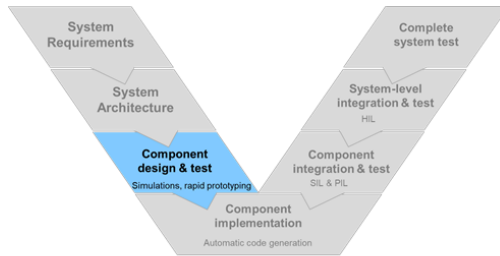 System
Requirements
System
Architecture
Component
design & test
Simulations, rapid prototyping
Component
implementation
Automatic code generation
Component
integration & test
SIL & PIL
System-level
integration & test
HIL
Complete
system test